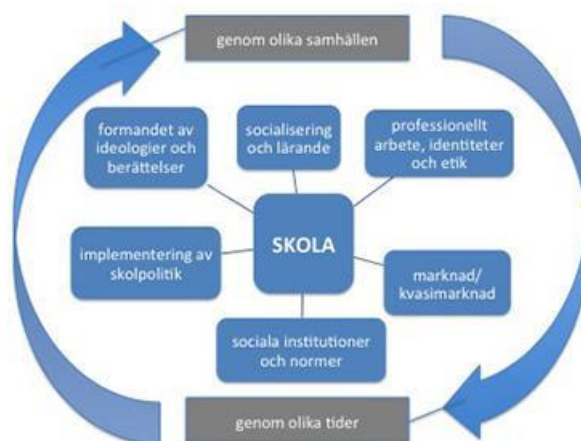 genom olika samhällen
formandet av
ideologier och
berättelser
socialisering
och lärande
professionellt
arbete, identiteter
och etik
SKOLA
implementering av
skolpolitik
marknad/
kvasimarknad
sociala institutioner
och normer
genom olika tider